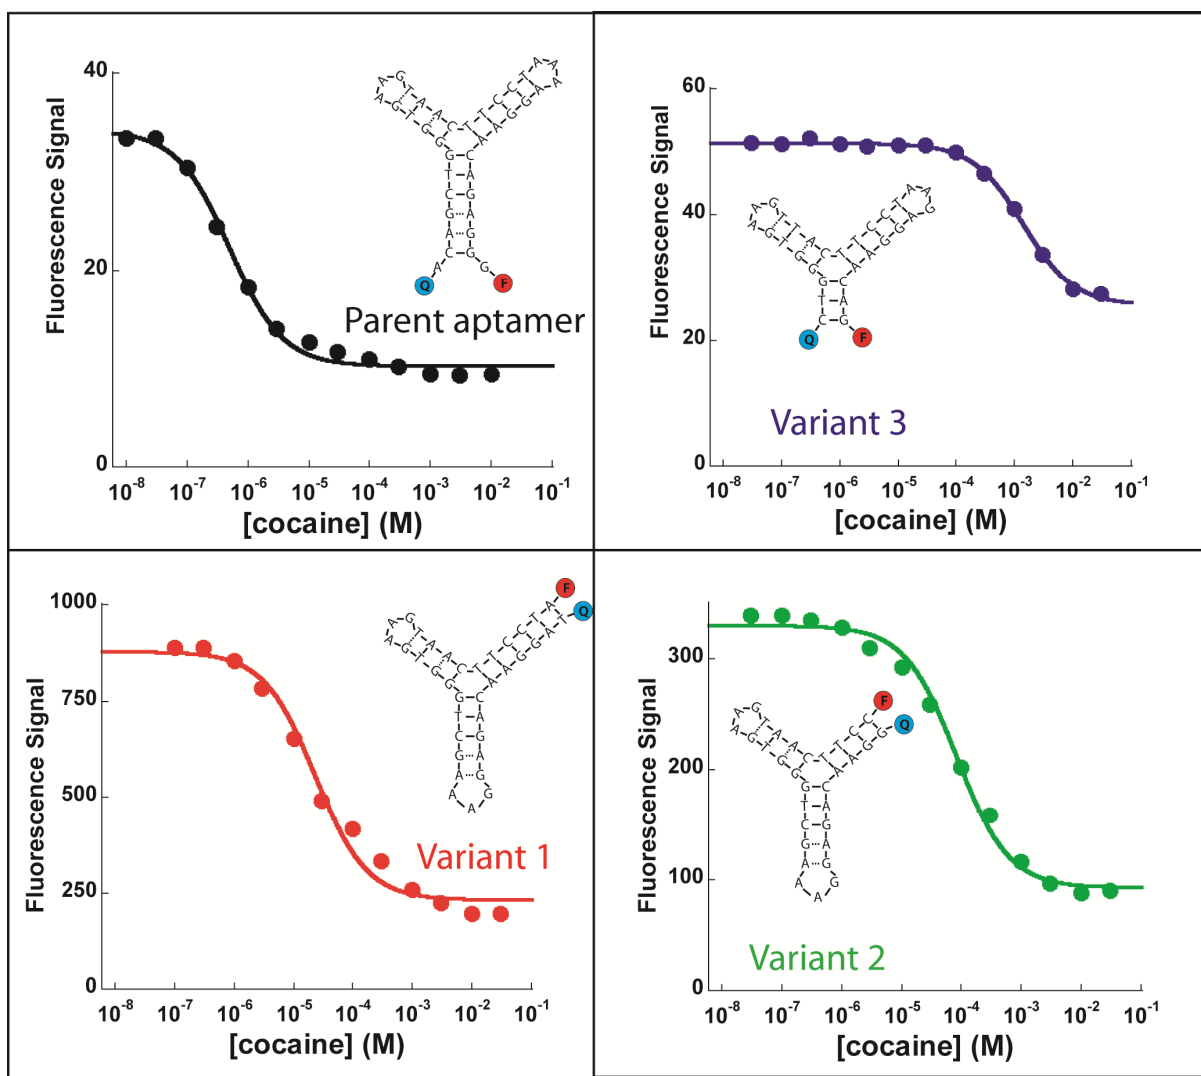 Fluorescence Signal
40
20
0
10-8 10-7 10-6 10-5 10-4 10-3 10-2 10-1
[cocaine] (M)
Q F
Parent aptamer
Fluorescence Signal
60
40
20
0
10-8 10-7 10-6 10-5 10-4 10-3 10-2 10-1
[cocaine] (M)
Q F
Variant 3
Fluorescence Signal
1000
750
500
250
0
10-8 10-7 10-6 10-5 10-4 10-3 10-2 10-1
[cocaine] (M)
F
Q
Variant 1
Fluorescence Signal
300
200
100
0
10-8 10-7 10-6 10-5 10-4 10-3 10-2 10-1
[cocaine] (M)
F
Q
Variant 2